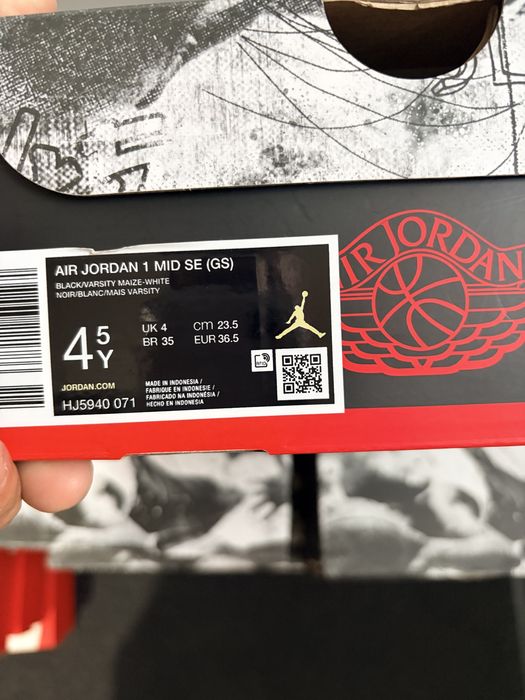 AIR JORDAN
AIR JORDAN 1 MID SE (GS)
BLACK/VARSITY MAIZE-WHITE
NOIR/BLANC/MAIS VARSITY
4 5 Y
UK 4 cm 23.5
BR 35 EUR 36.5
JORDAN.COM
HJ5940 071
MADE IN INDONESIA /
FABRIQUE EN INDONESIE /
FABRICADO NA INDONÉSIA /
HECHO EN INDONESIA